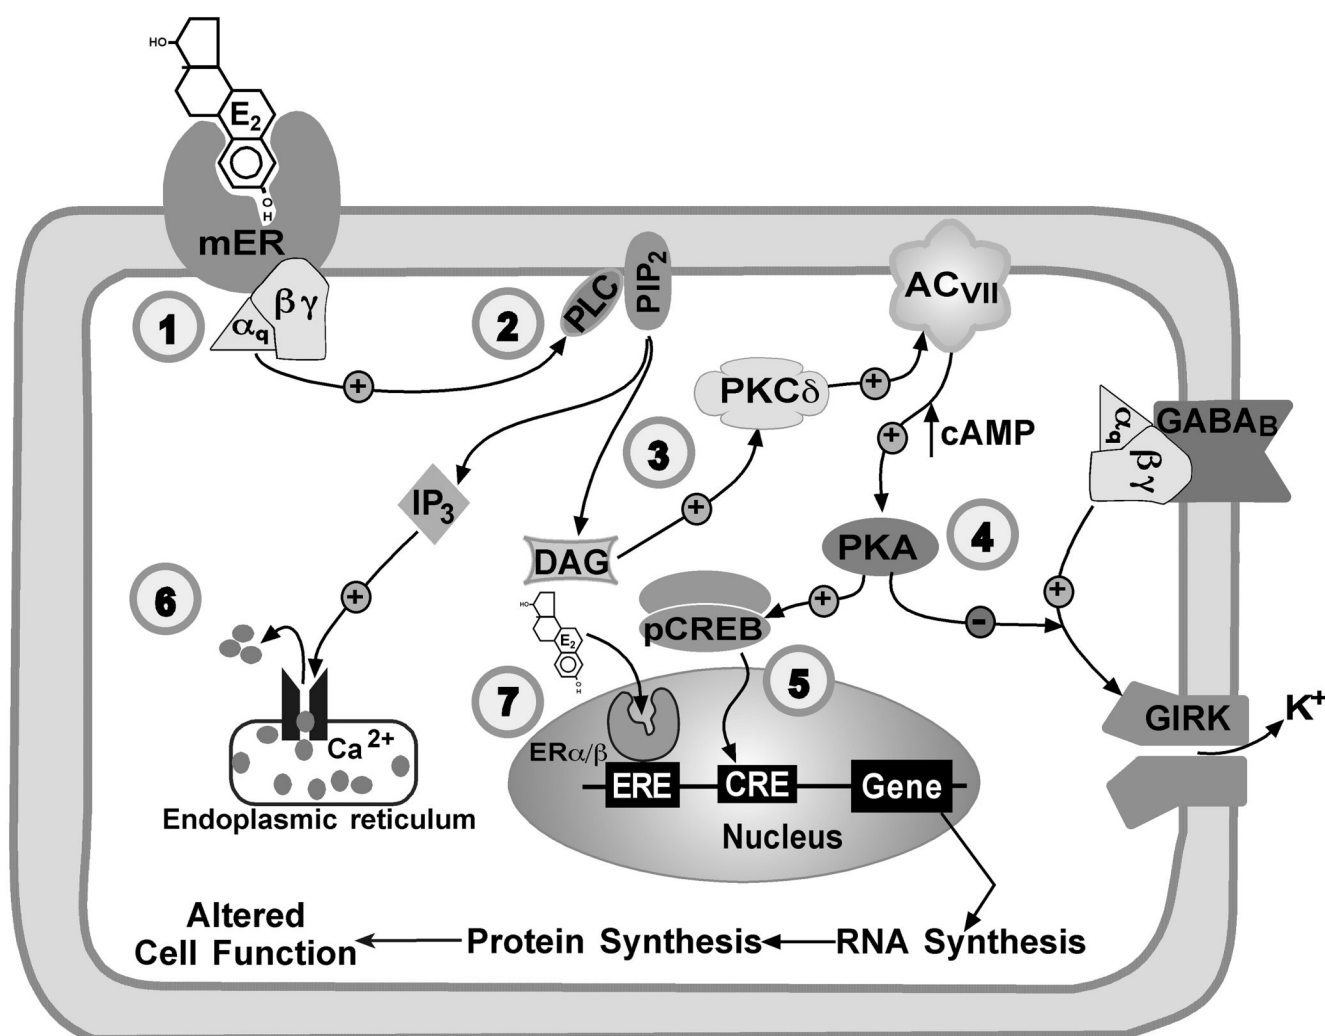 HO
E2
O
H
mER
βγ
αq
1
2
PLC
PIP2
ACVII
+
PKCδ
+
3
+
↑cAMP
αq
βγ
GABAB
IP3
+
DAG
PKA
4
6
+
HO
E2
O
H
pCREB
+
-
+
7
5
GIRK
K+
Ca2+
ERα/β
ERE
CRE
Gene
Endoplasmic reticulum
Nucleus
Altered
Cell Function
Protein Synthesis
RNA Synthesis